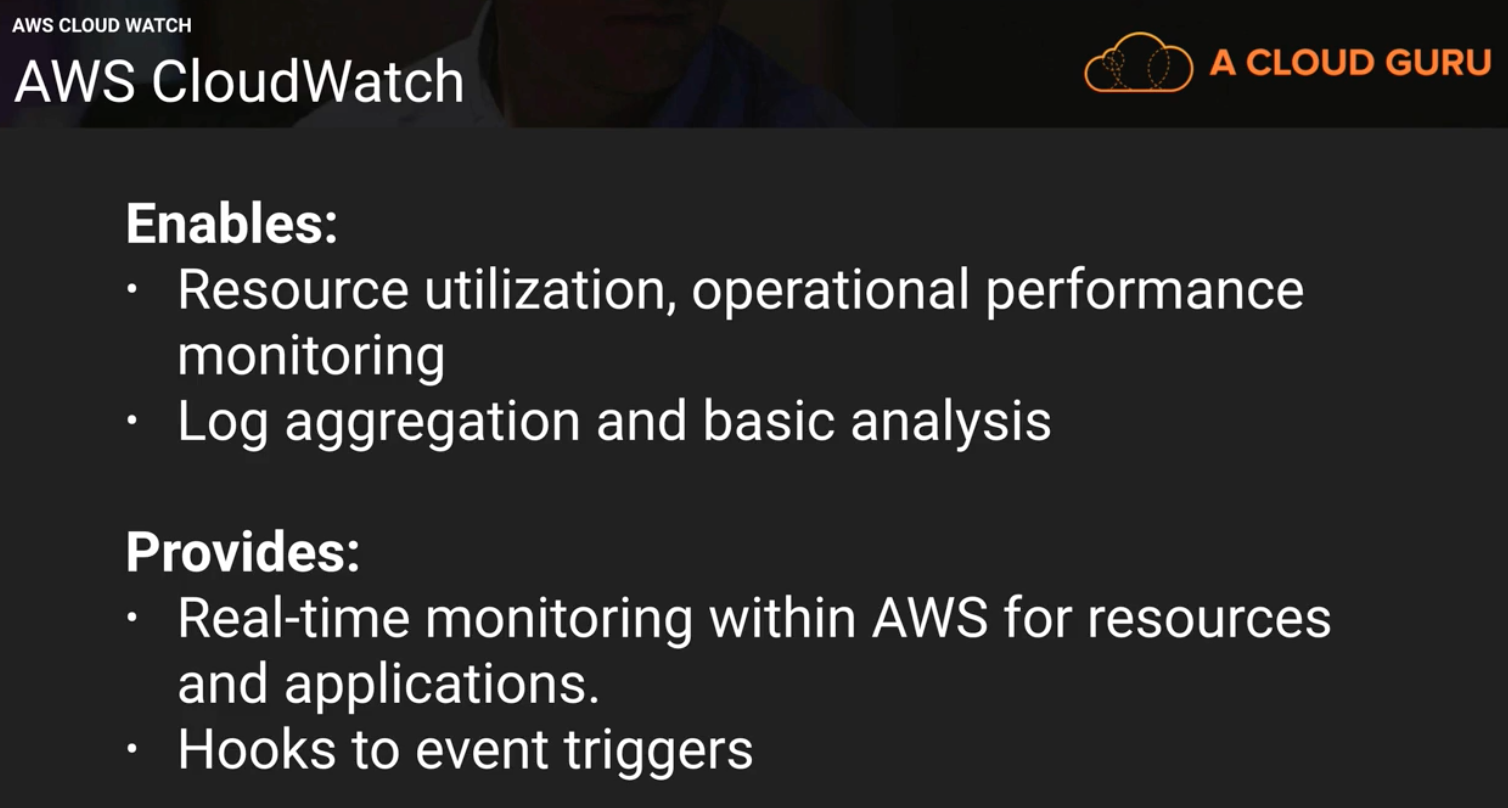 AWS CLOUD WATCH
AWS CloudWatch
A CLOUD GURU
Enables:
· Resource utilization, operational performance
monitoring
· Log aggregation and basic analysis
Provides:
· Real-time monitoring within AWS for resources
and applications.
· Hooks to event triggers